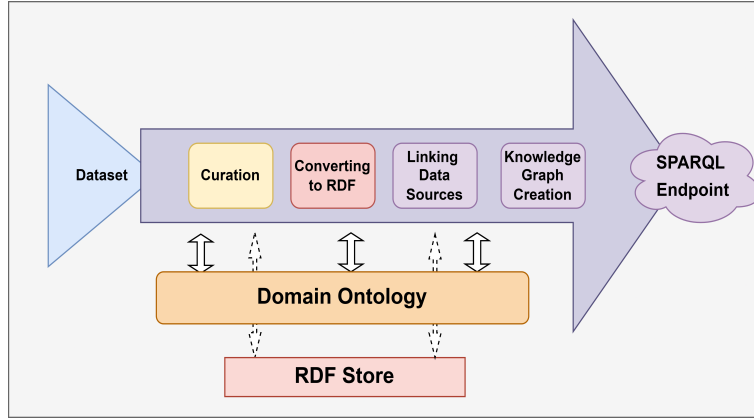 Dataset
Curation
Converting
to RDF
Linking
Data
Sources
Knowledge
Graph
Creation
SPARQL
Endpoint
Domain Ontology
RDF Store